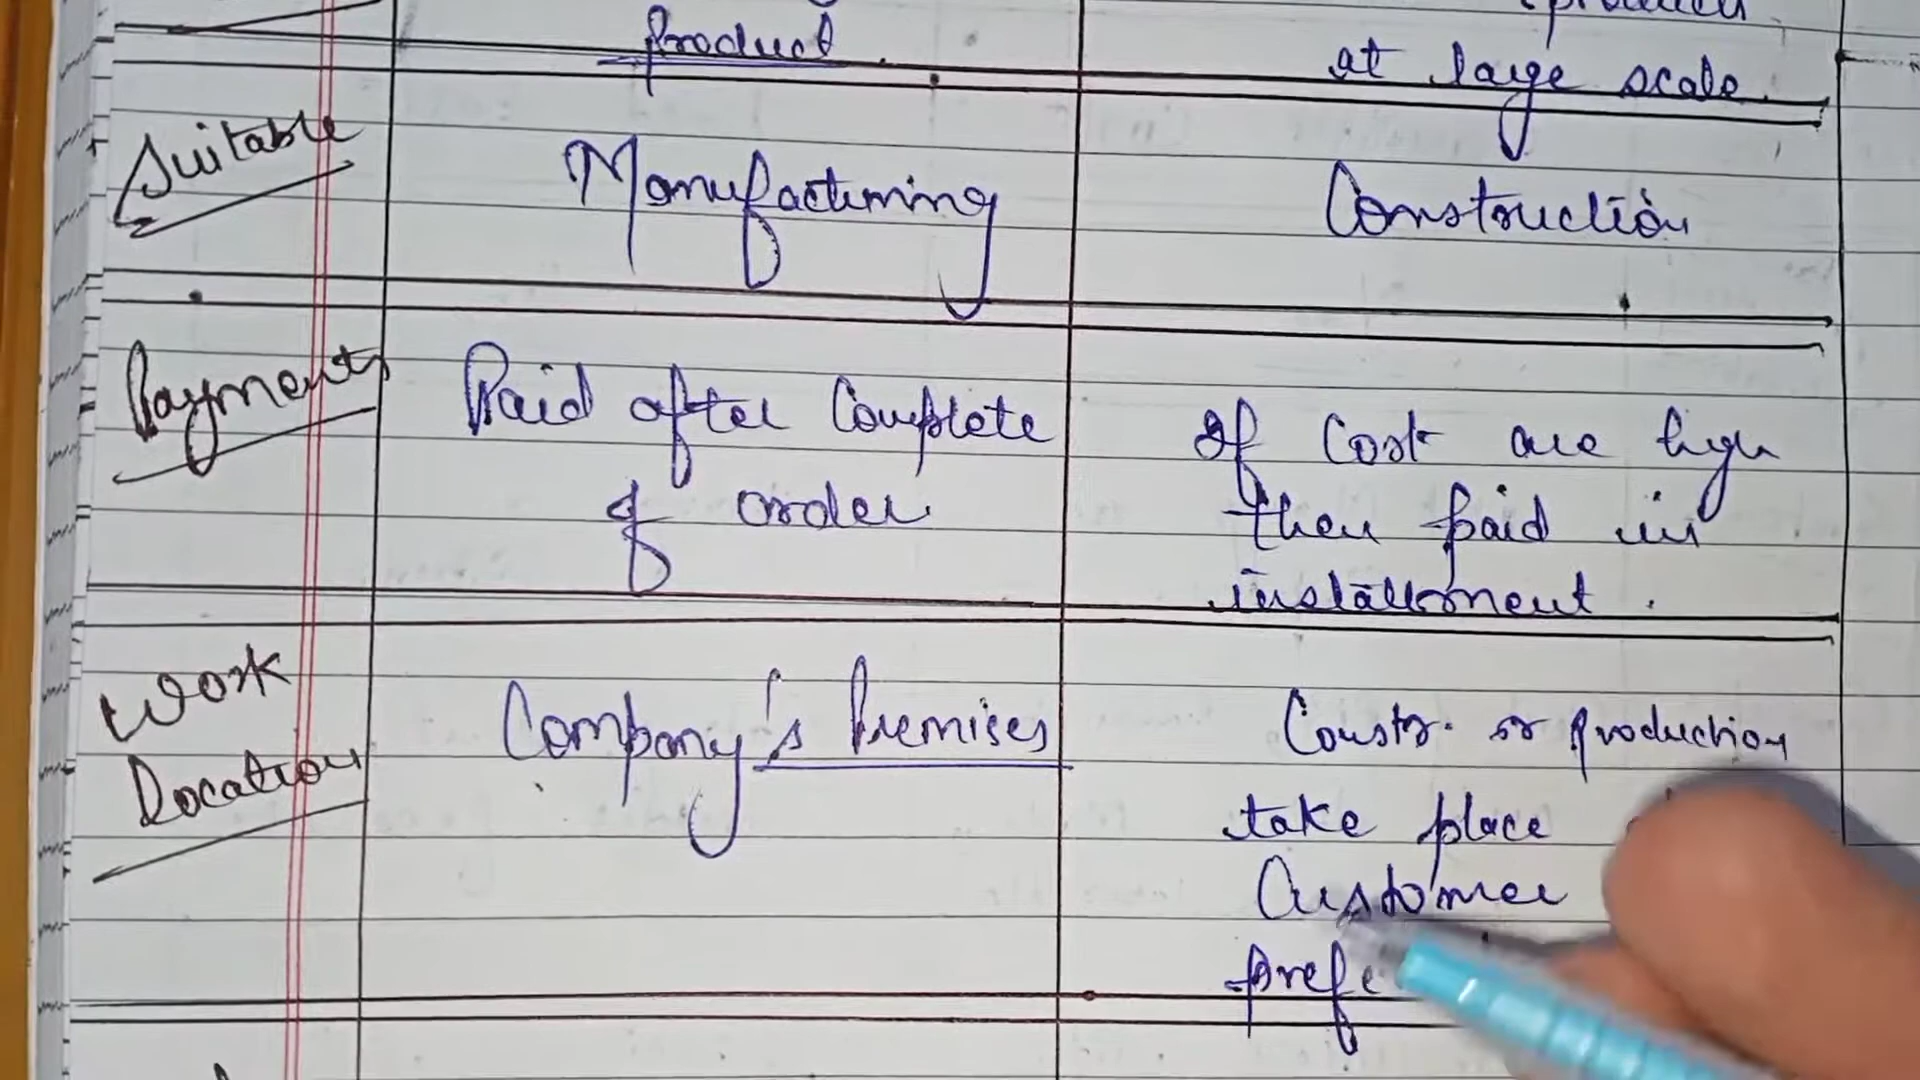 product.
at large scale.
Suitable
Manufacturing
Construction
Payments
Paid after Complete
of order.
If Cost are high
then paid in
installment.
Work
Location
Company's Premises
Constr. or production
take place
Customer